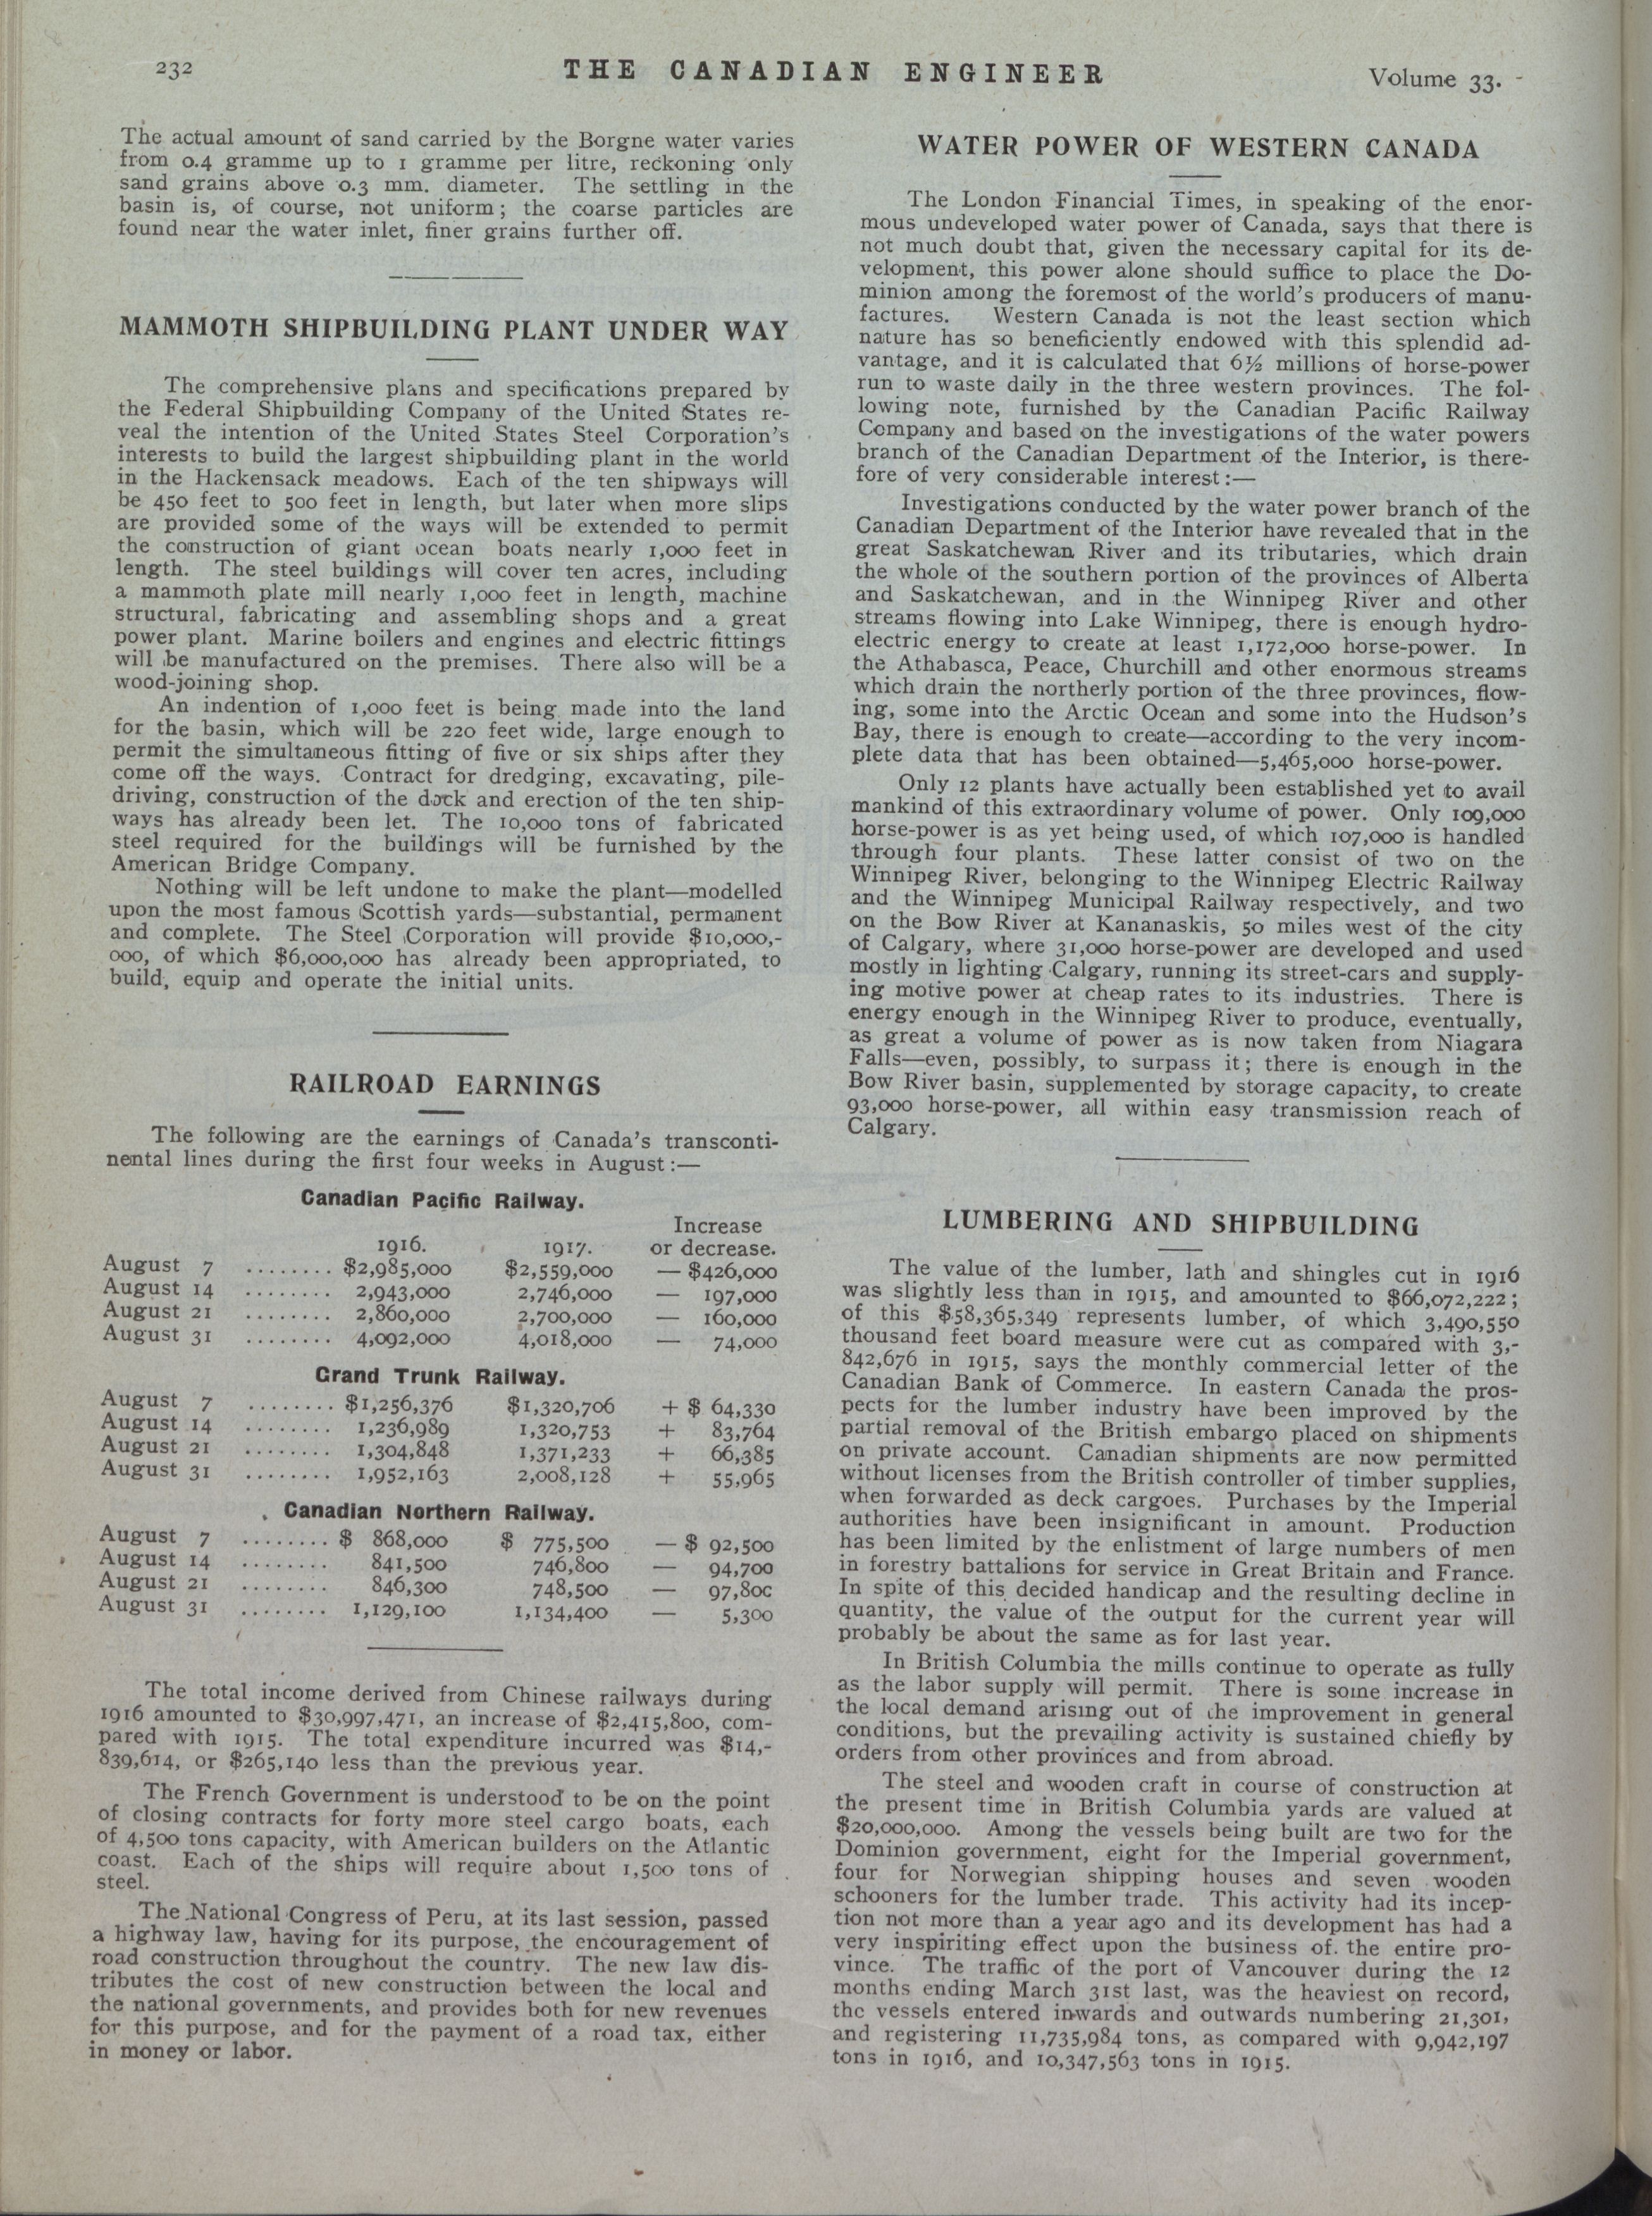 232
THE CANADIAN ENGINEER
Volume 33.
The actual amount of sand carried by the Borgne water varies
from 0.4 gramme up to 1 gramme per litre, reckoning only
sand grains above 0.3 mm. diameter. The settling in the
basin is, of course, not uniform; the coarse particles are
found near the water inlet, finer grains further off.
MAMMOTH SHIPBUILDING PLANT UNDER WAY
The comprehensive plans and specifications prepared by
the Federal Shipbuilding Company of the United States re-
veal the intention of the United States Steel Corporation's
interests to build the largest shipbuilding plant in the world
in the Hackensack meadows. Each of the ten shipways will
be 450 feet to 500 feet in length, but later when more slips
are provided some of the ways will be extended to permit
the construction of giant ocean boats nearly 1,000 feet in
length. The steel buildings will cover ten acres, including
a mammoth plate mill nearly 1,000 feet in length, machine
structural, fabricating and assembling shops and a great
power plant. Marine boilers and engines and electric fittings
will be manufactured on the premises. There also will be a
wood-joining shop.
An indention of 1,000 feet is being made into the land
for the basin, which will be 220 feet wide, large enough to
permit the simultaneous fitting of five or six ships after they
come off the ways. Contract for dredging, excavating, pile-
driving, construction of the dock and erection of the ten ship-
ways has already been let. The 10,000 tons of fabricated
steel required for the buildings will be furnished by the
American Bridge Company.
Nothing will be left undone to make the plant—modelled
upon the most famous Scottish yards—substantial, permanent
and complete. The Steel Corporation will provide $10,000,-
000, of which $6,000,000 has already been appropriated, to
build, equip and operate the initial units.
RAILROAD EARNINGS
The following are the earnings of Canada's transconti-
nental lines during the first four weeks in August:—
Canadian Pacific Railway.
Increase
1916. 1917. or decrease.
August 7 ........ $2,985,000 $2,559,000 — $426,000
August 14 ........ 2,943,000 2,746,000 — 197,000
August 21 ........ 2,860,000 2,700,000 — 160,000
August 31 ........ 4,092,000 4,018,000 — 74,000
Grand Trunk Railway.
August 7 ........ $1,256,376 $1,320,706 + $ 64,330
August 14 ........ 1,236,989 1,320,753 + 83,764
August 21 ........ 1,304,848 1,371,233 + 66,385
August 31 ........ 1,952,163 2,008,128 + 55,965
Canadian Northern Railway.
August 7 ........ $ 868,000 $ 775,500 — $ 92,500
August 14 ........ 841,500 746,800 — 94,700
August 21 ........ 846,300 748,500 — 97,800
August 31 ........ 1,129,100 1,134,400 — 5,300
The total income derived from Chinese railways during
1916 amounted to $30,997,471, an increase of $2,415,800, com-
pared with 1915. The total expenditure incurred was $14,-
839,614, or $265,140 less than the previous year.
The French Government is understood to be on the point
of closing contracts for forty more steel cargo boats, each
of 4,500 tons capacity, with American builders on the Atlantic
coast. Each of the ships will require about 1,500 tons of
steel.
The National Congress of Peru, at its last session, passed
a highway law, having for its purpose, the encouragement of
road construction throughout the country. The new law dis-
tributes the cost of new construction between the local and
the national governments, and provides both for new revenues
for this purpose, and for the payment of a road tax, either
in money or labor.
WATER POWER OF WESTERN CANADA
The London Financial Times, in speaking of the enor-
mous undeveloped water power of Canada, says that there is
not much doubt that, given the necessary capital for its de-
velopment, this power alone should suffice to place the Do-
minion among the foremost of the world's producers of manu-
factures. Western Canada is not the least section which
nature has so beneficiently endowed with this splendid ad-
vantage, and it is calculated that 6½ millions of horse-power
run to waste daily in the three western provinces. The fol-
lowing note, furnished by the Canadian Pacific Railway
Company and based on the investigations of the water powers
branch of the Canadian Department of the Interior, is there-
fore of very considerable interest:—
Investigations conducted by the water power branch of the
Canadian Department of the Interior have revealed that in the
great Saskatchewan River and its tributaries, which drain
the whole of the southern portion of the provinces of Alberta
and Saskatchewan, and in the Winnipeg River and other
streams flowing into Lake Winnipeg, there is enough hydro-
electric energy to create at least 1,172,000 horse-power. In
the Athabasca, Peace, Churchill and other enormous streams
which drain the northerly portion of the three provinces, flow-
ing, some into the Arctic Ocean and some into the Hudson's
Bay, there is enough to create—according to the very incom-
plete data that has been obtained—5,465,000 horse-power.
Only 12 plants have actually been established yet to avail
mankind of this extraordinary volume of power. Only 109,000
horse-power is as yet being used, of which 107,000 is handled
through four plants. These latter consist of two on the
Winnipeg River, belonging to the Winnipeg Electric Railway
and the Winnipeg Municipal Railway respectively, and two
on the Bow River at Kananaskis, 50 miles west of the city
of Calgary, where 31,000 horse-power are developed and used
mostly in lighting Calgary, running its street-cars and supply-
ing motive power at cheap rates to its industries. There is
energy enough in the Winnipeg River to produce, eventually,
as great a volume of power as is now taken from Niagara
Falls—even, possibly, to surpass it; there is enough in the
Bow River basin, supplemented by storage capacity, to create
93,000 horse-power, all within easy transmission reach of
Calgary.
LUMBERING AND SHIPBUILDING
The value of the lumber, lath and shingles cut in 1916
was slightly less than in 1915, and amounted to $66,072,222;
of this $58,365,349 represents lumber, of which 3,490,550
thousand feet board measure were cut as compared with 3,-
842,676 in 1915, says the monthly commercial letter of the
Canadian Bank of Commerce. In eastern Canada the pros-
pects for the lumber industry have been improved by the
partial removal of the British embargo placed on shipments
on private account. Canadian shipments are now permitted
without licenses from the British controller of timber supplies,
when forwarded as deck cargoes. Purchases by the Imperial
authorities have been insignificant in amount. Production
has been limited by the enlistment of large numbers of men
in forestry battalions for service in Great Britain and France.
In spite of this decided handicap and the resulting decline in
quantity, the value of the output for the current year will
probably be about the same as for last year.
In British Columbia the mills continue to operate as fully
as the labor supply will permit. There is some increase in
the local demand arising out of the improvement in general
conditions, but the prevailing activity is sustained chiefly by
orders from other provinces and from abroad.
The steel and wooden craft in course of construction at
the present time in British Columbia yards are valued at
$20,000,000. Among the vessels being built are two for the
Dominion government, eight for the Imperial government,
four for Norwegian shipping houses and seven wooden
schooners for the lumber trade. This activity had its incep-
tion not more than a year ago and its development has had a
very inspiriting effect upon the business of. the entire pro-
vince. The traffic of the port of Vancouver during the 12
months ending March 31st last, was the heaviest on record,
the vessels entered inwards and outwards numbering 21,301,
and registering 11,735,984 tons, as compared with 9,942,197
tons in 1916, and 10,347,563 tons in 1915.